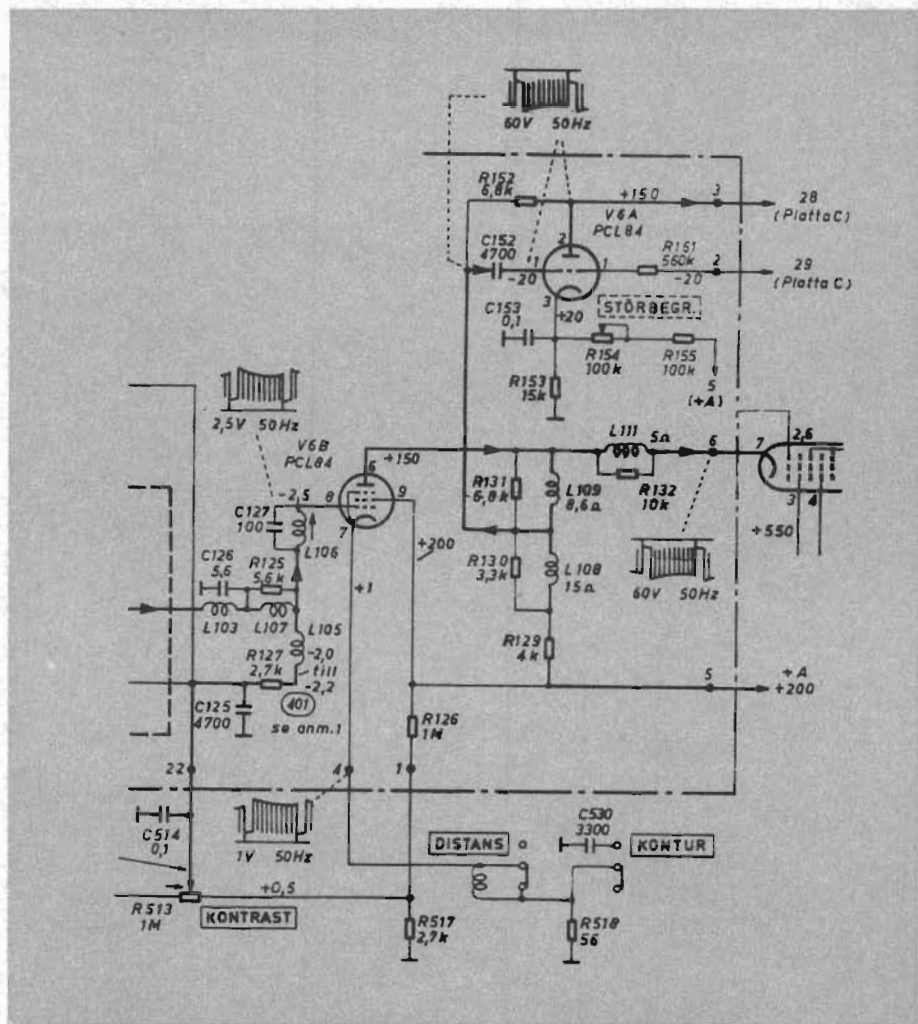 60V 50Hz
R152
6,8k
+150
3
28
(Platta C)
V6A
PCL84
2
C152
4700
1
-20
1
R151
560k
-20
2
29
(Platta C)
3
+20
STÖRBEGR.
C153
0,1
R154
100k
R155
100k
R153
15k
5
(+A)
2,5V 50Hz
V6B
PCL84
6
+150
L111
5Ω
6
7
2,6
3
4
+550
R132
10k
R131
6,8k
L109
8,6Ω
-2,5
8
9
7
C127
100
L106
+200
+1
C126
5,6
R125
5,6k
R130
3,3k
L108
15Ω
60V 50Hz
L103
L107
L105
-2,0
till
-2,2
R127
2,7k
R129
4k
401
se anm.1
C125
4700
5
+A
+200
R126
1M
22
4
1
C514
0,1
1V 50Hz
DISTANS
C530
3300
KONTUR
+0,5
R513
1M
KONTRAST
R517
2,7k
R518
56